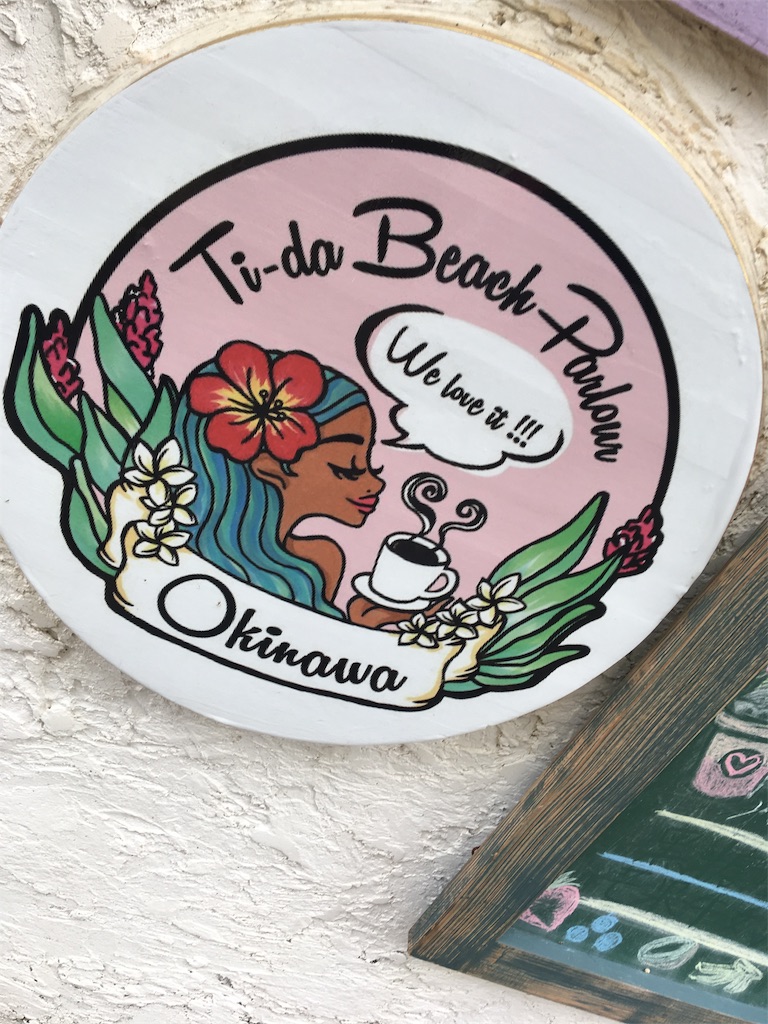 Ti-da Beach Parlour
We love it !!!
Okinawa